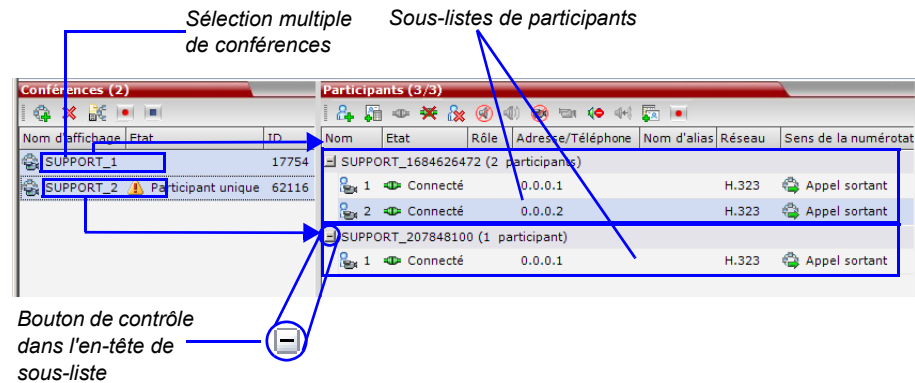 Sélection multiple
de conférences
Sous-listes de participants
Conférences (2)
Participants (3/3)
Nom d'affichage Etat ID
Nom Etat Rôle Adresse/Téléphone Nom d'alias Réseau Sens de la numérotat
SUPPORT_1 17754
SUPPORT_1684626472 (2 participants)
SUPPORT_2 Participant unique 62116
1 Connecté 0.0.0.1 H.323 Appel sortant
2 Connecté 0.0.0.2 H.323 Appel sortant
SUPPORT_207848100 (1 participant)
1 Connecté 0.0.0.1 H.323 Appel sortant
Bouton de contrôle
dans l'en-tête de
sous-liste